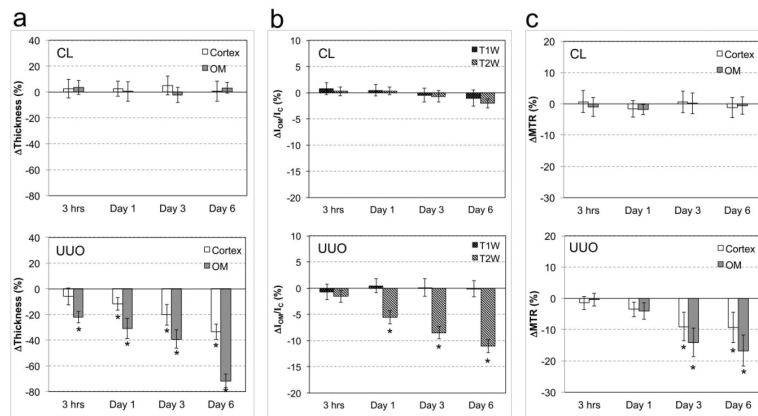 a
CL
Cortex
OM
ΔThickness (%)
60
40
20
0
-20
-40
-60
-80
3 hrs Day 1 Day 3 Day 6
UUO
Cortex
OM
ΔThickness (%)
40
20
0
-20
-40
-60
-80
* * * * * * *
3 hrs Day 1 Day 3 Day 6
b
CL
T1W
T2W
ΔI_OM/I_C (%)
10
5
0
-5
-10
-15
-20
3 hrs Day 1 Day 3 Day 6
UUO
T1W
T2W
ΔI_OM/I_C (%)
10
5
0
-5
-10
-15
-20
* * *
3 hrs Day 1 Day 3 Day 6
c
CL
Cortex
OM
ΔMTR (%)
20
10
0
-10
-20
-30
3 hrs Day 1 Day 3 Day 6
UUO
Cortex
OM
ΔMTR (%)
20
10
0
-10
-20
-30
* * * *
3 hrs Day 1 Day 3 Day 6